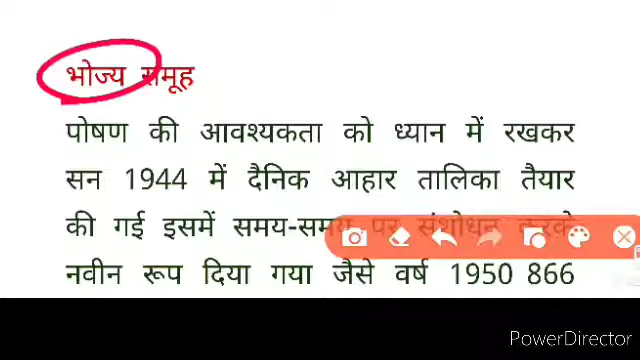 भोज्य समूह
पोषण की आवश्यकता को ध्यान में रखकर
सन 1944 में दैनिक आहार तालिका तैयार
की गई इसमें समय-समय पर संशोधन करके
नवीन रूप दिया गया जैसे वर्ष 1950 866
PowerDirector